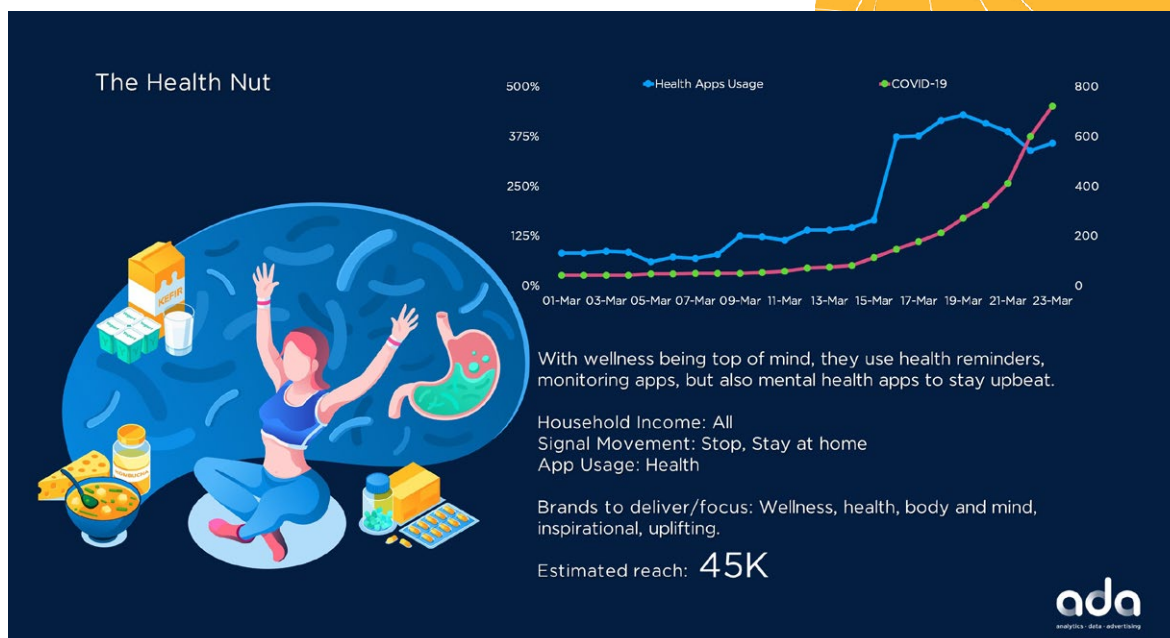 The Health Nut
500%
375%
250%
125%
0%
Health Apps Usage
COVID-19
800
600
400
200
0
01-Mar 03-Mar 05-Mar 07-Mar 09-Mar 11-Mar 13-Mar 15-Mar 17-Mar 19-Mar 21-Mar 23-Mar
KEFIR
KOMBUCHA
With wellness being top of mind, they use health reminders,
monitoring apps, but also mental health apps to stay upbeat.
Household Income: All
Signal Movement: Stop, Stay at home
App Usage: Health
Brands to deliver/focus: Wellness, health, body and mind,
inspirational, uplifting.
Estimated reach: 45K
ada
analytics · data · advertising